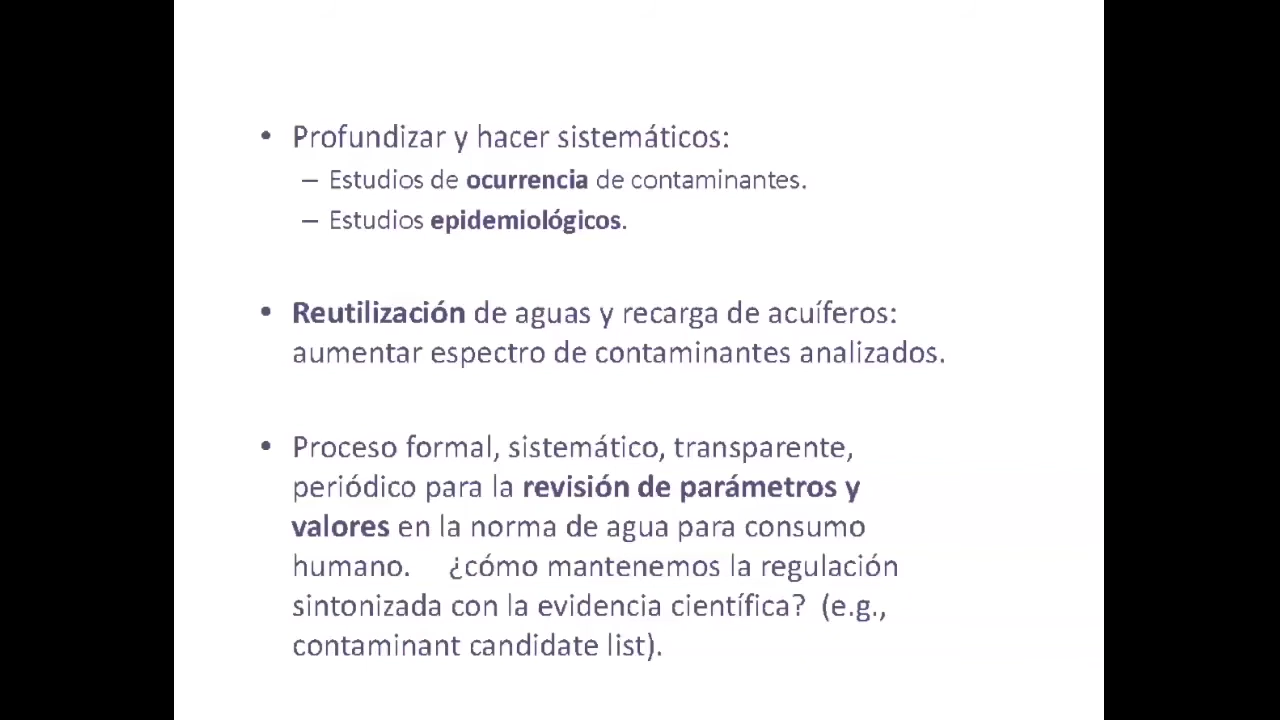 • Profundizar y hacer sistemáticos:
– Estudios de ocurrencia de contaminantes.
– Estudios epidemiológicos.
• Reutilización de aguas y recarga de acuíferos:
aumentar espectro de contaminantes analizados.
• Proceso formal, sistemático, transparente,
periódico para la revisión de parámetros y
valores en la norma de agua para consumo
humano. ¿cómo mantenemos la regulación
sintonizada con la evidencia científica? (e.g.,
contaminant candidate list).